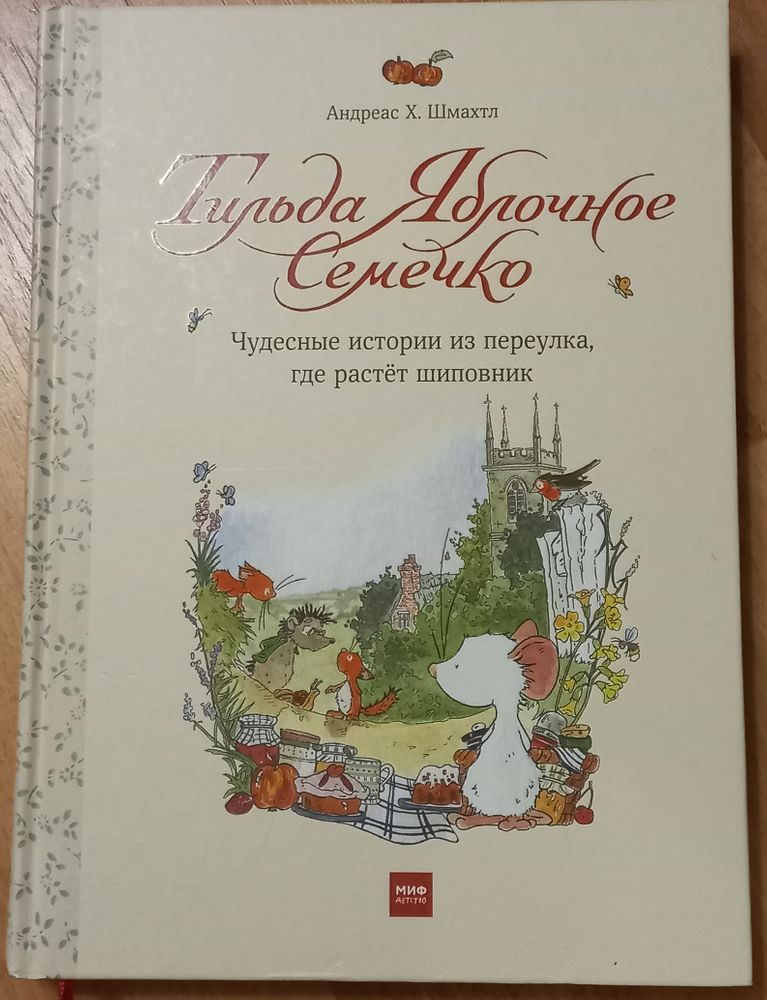 Андреас Х. Шмахтл
Тильда Яблочное
Семечко
Чудесные истории из переулка,
где растёт шиповник
МИФ
ДЕТСТВО